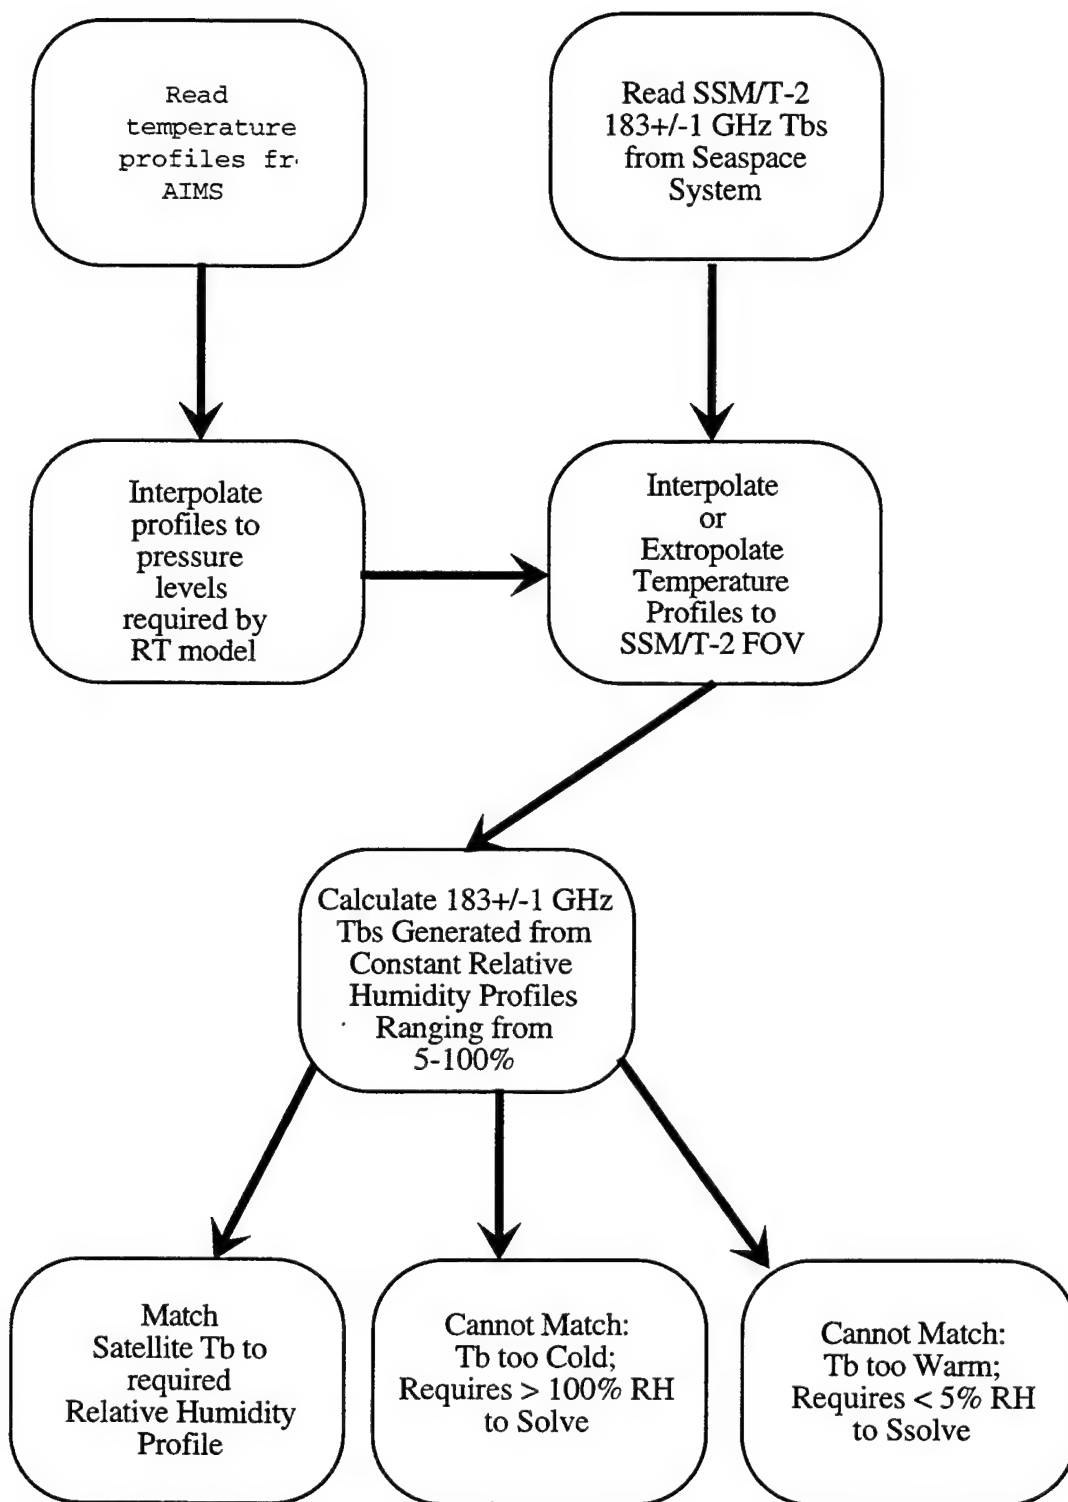 Read
temperature
profiles fr
AIMS
Read SSM/T-2
183+/-1 GHz Tbs
from Seaspace
System
Interpolate
profiles to
pressure
levels
required by
RT model
Interpolate
or
Extropolate
Temperature
Profiles to
SSM/T-2 FOV
Calculate 183+/-1 GHz
Tbs Generated from
Constant Relative
Humidity Profiles
Ranging from
5-100%
Match
Satellite Tb to
required
Relative Humidity
Profile
Cannot Match:
Tb too Cold;
Requires > 100% RH
to Solve
Cannot Match:
Tb too Warm;
Requires < 5% RH
to Ssolve